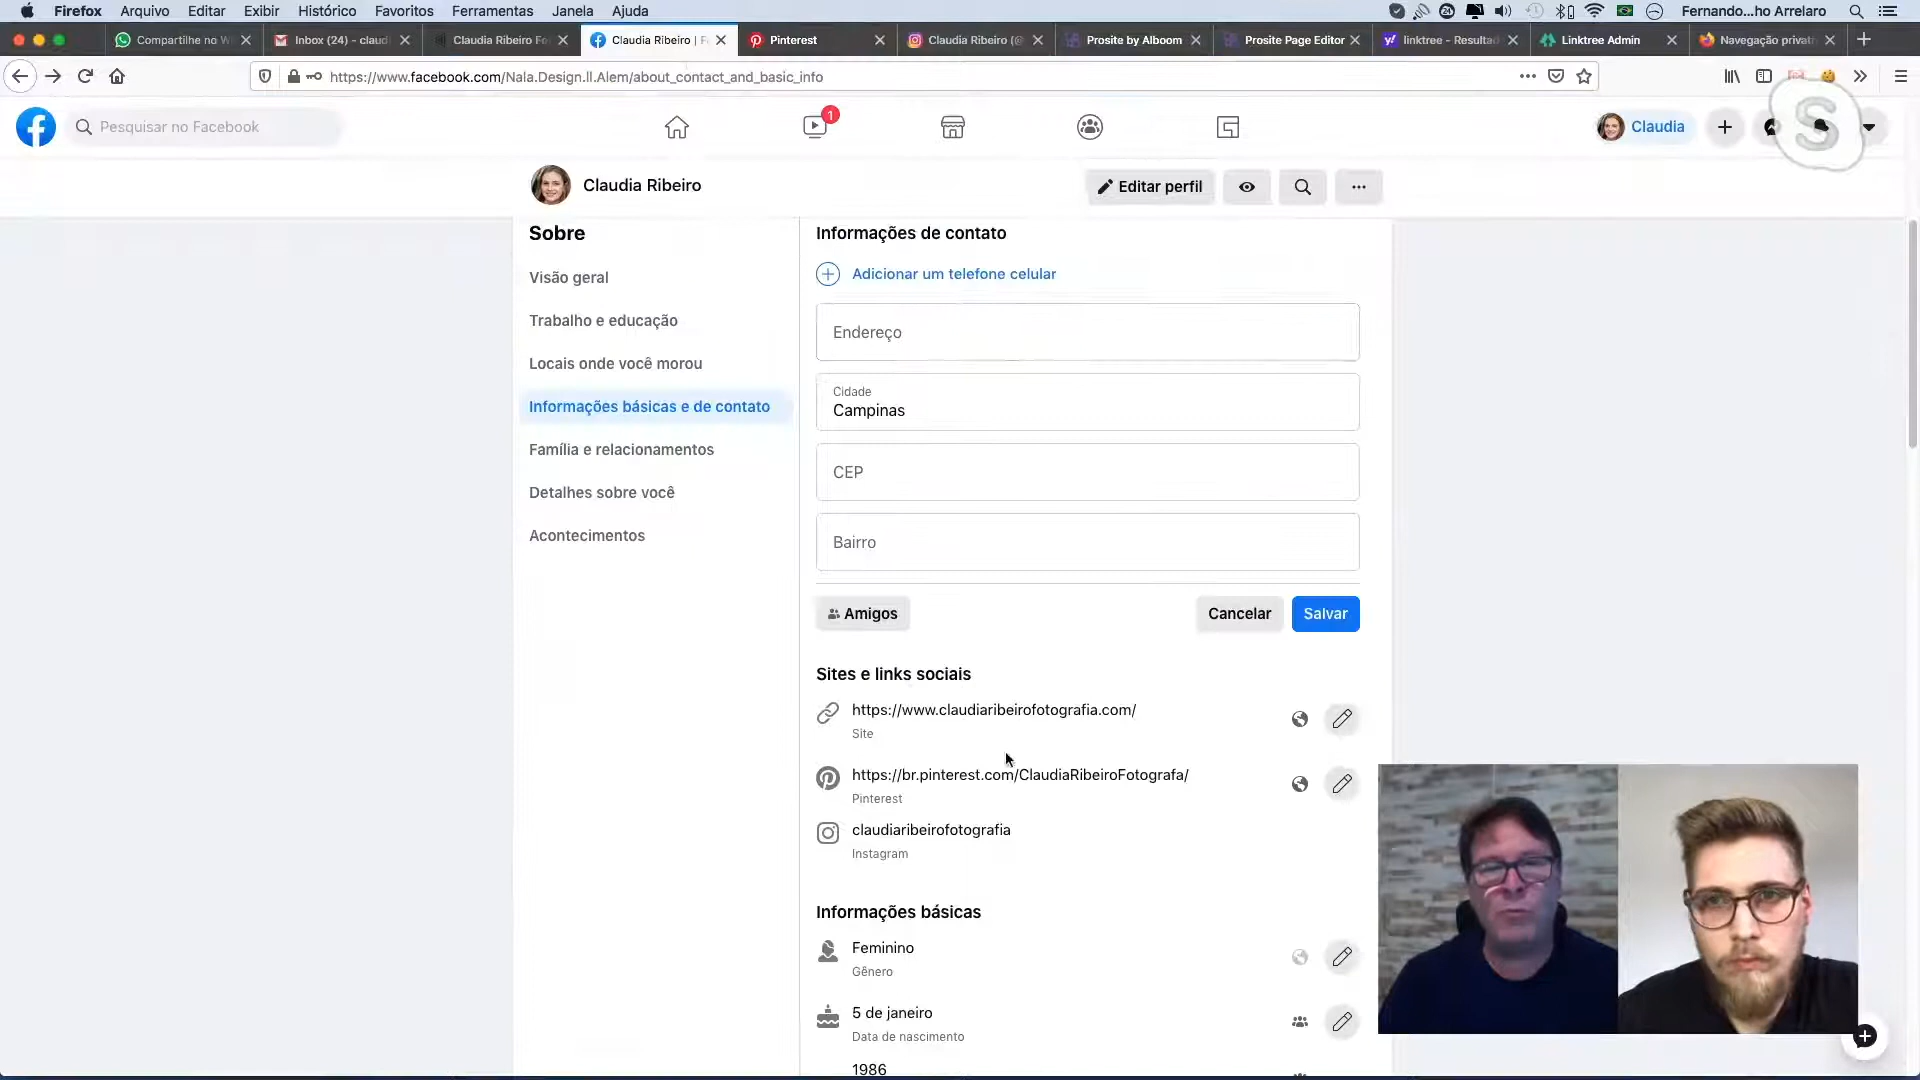 Firefox Arquivo Editar Exibir Histórico Favoritos Ferramentas Janela Ajuda 24 Fernando...ho Arrelaro
Compartilhe no W Inbox (24) - claud Claudia Ribeiro Fo Claudia Ribeiro | F Pinterest Claudia Ribeiro (@ Prosite by Alboom Prosite Page Editor linktree - Resultad Linktree Admin Navegação privati
https://www.facebook.com/Nala.Design.II.Alem/about_contact_and_basic_info
Pesquisar no Facebook 1 Claudia
S
Claudia Ribeiro Editar perfil
Sobre
Visão geral
Trabalho e educação
Locais onde você morou
Informações básicas e de contato
Família e relacionamentos
Detalhes sobre você
Acontecimentos
Informações de contato
Adicionar um telefone celular
Endereço
Cidade
Campinas
CEP
Bairro
Amigos Cancelar Salvar
Sites e links sociais
https://www.claudiaribeirofotografia.com/
Site
https://br.pinterest.com/ClaudiaRibeiroFotografa/
Pinterest
claudiaribeirofotografia
Instagram
Informações básicas
Feminino
Gênero
5 de janeiro
Data de nascimento
1986